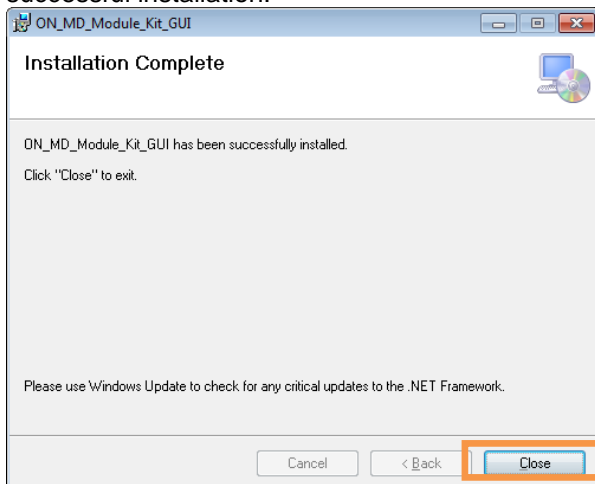 successful installation.
ON_MD_Module_Kit_GUI
Installation Complete
ON_MD_Module_Kit_GUI has been successfully installed.
Click "Close" to exit.
Please use Windows Update to check for any critical updates to the .NET Framework.
Cancel
< Back
Close